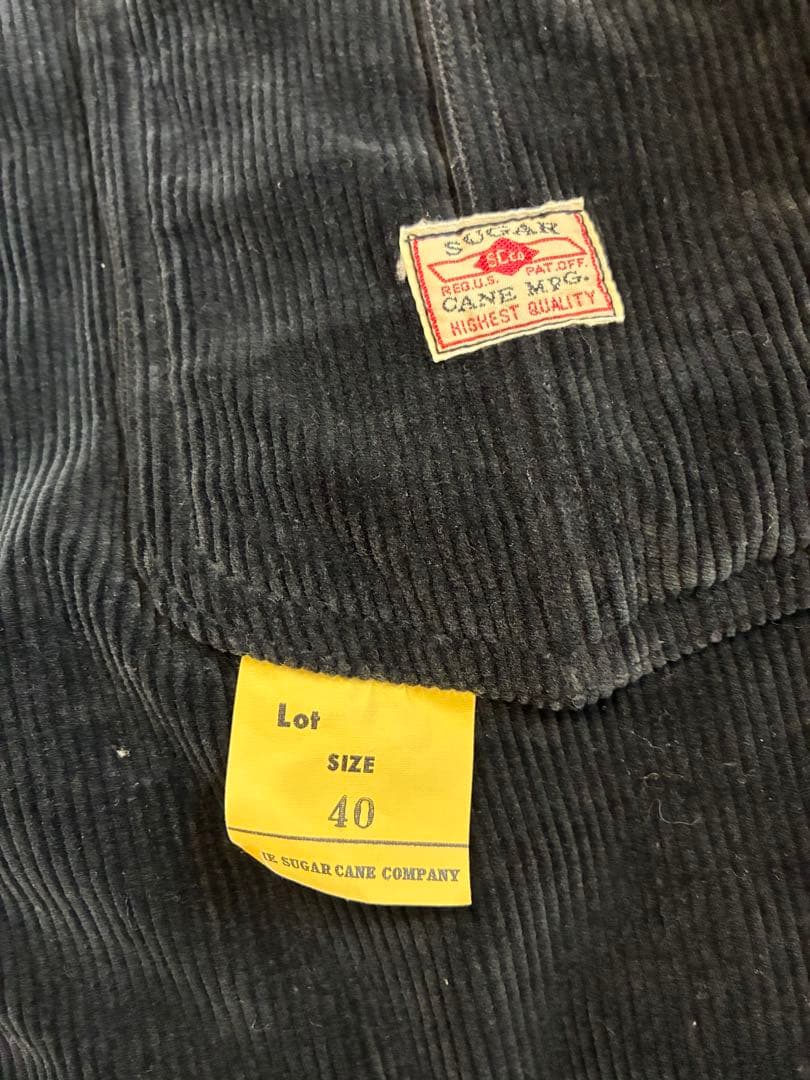 SUGAR
SCCo
REG.U.S. PAT.OFF.
CANE MFG.
HIGHEST QUALITY
Lot
SIZE
40
SUGAR CANE COMPANY